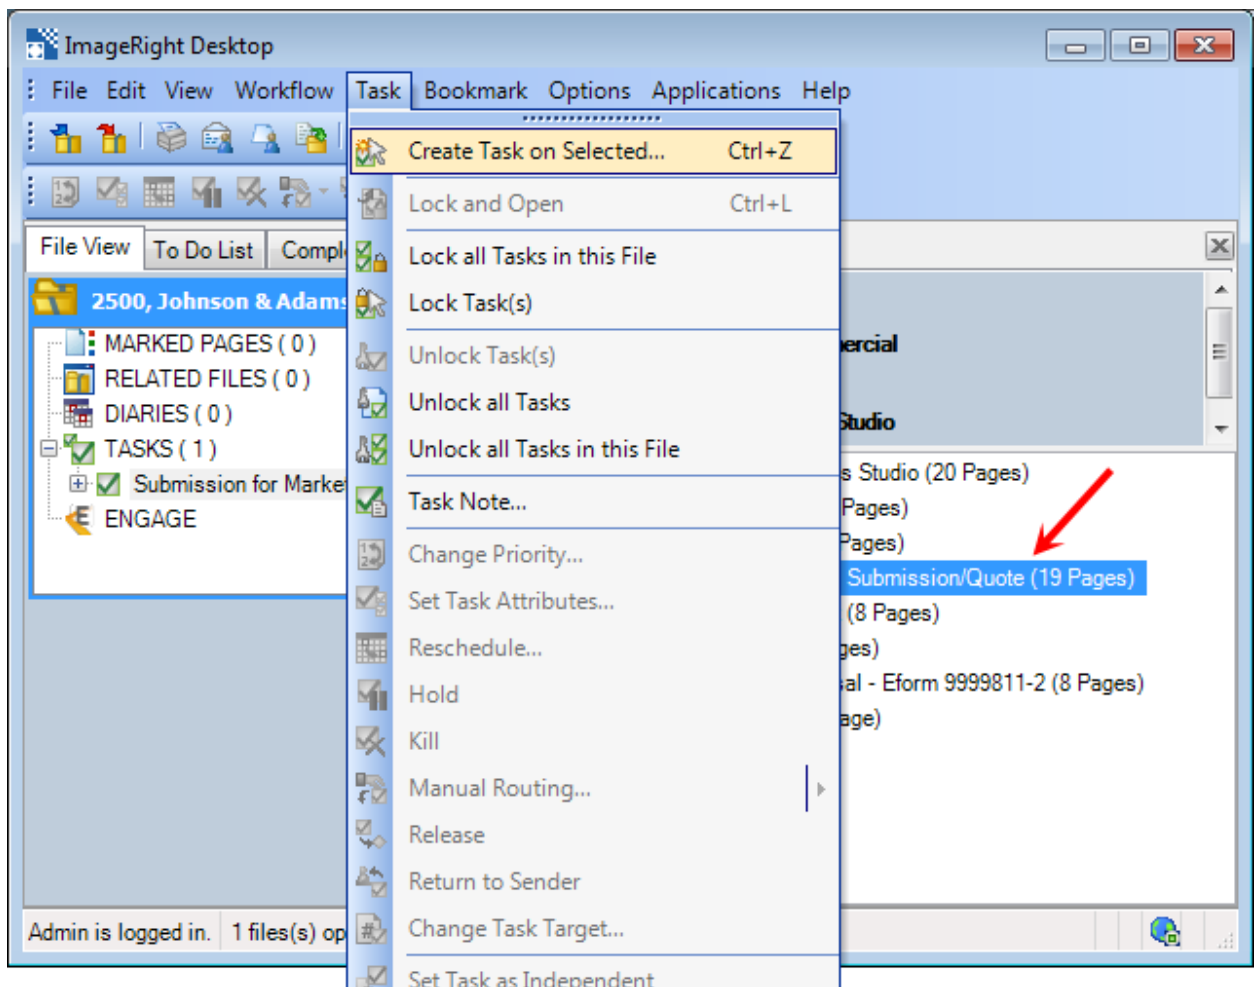 ImageRight Desktop
File Edit View Workflow Task Bookmark Options Applications Help
Create Task on Selected... Ctrl+Z
Lock and Open Ctrl+L
Lock all Tasks in this File
Lock Task(s)
Unlock Task(s)
Unlock all Tasks
Unlock all Tasks in this File
Task Note...
Change Priority...
Set Task Attributes...
Reschedule...
Hold
Kill
Manual Routing...
Release
Return to Sender
Change Task Target...
Set Task as Independent
File View To Do List Compl
2500, Johnson & Adams
MARKED PAGES ( 0 )
RELATED FILES ( 0 )
DIARIES ( 0 )
TASKS ( 1 )
Submission for Marke
ENGAGE
ercial
Studio
s Studio (20 Pages)
Pages)
Pages)
Submission/Quote (19 Pages)
(8 Pages)
ges)
sal - Eform 9999811-2 (8 Pages)
age)
Admin is logged in. 1 files(s) op